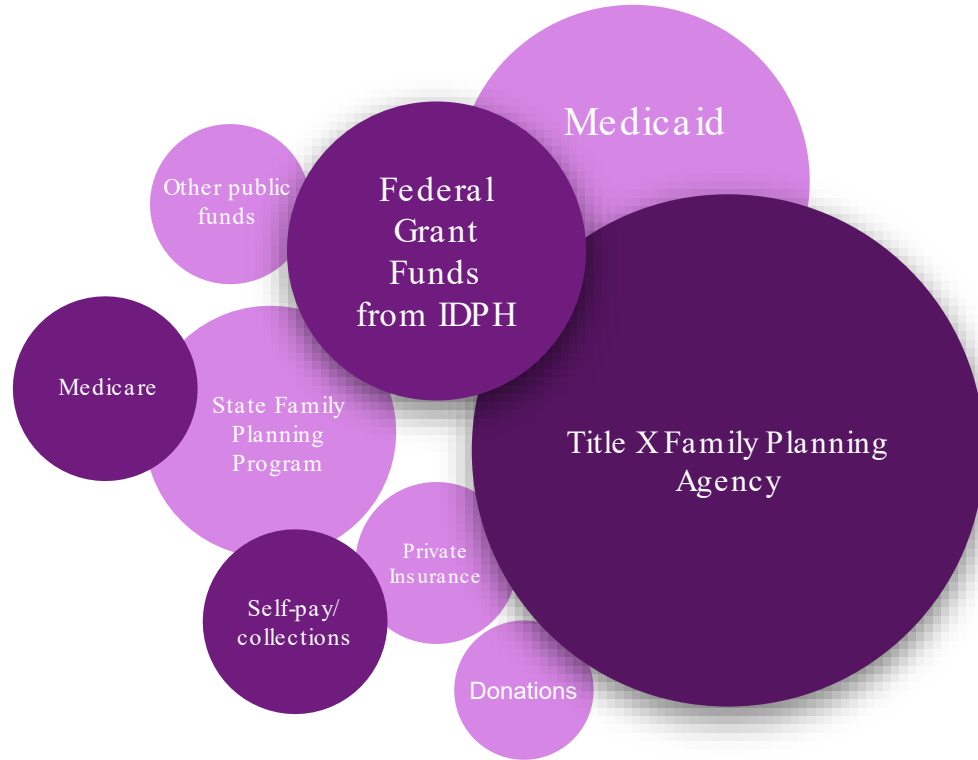 Medicaid
Other public
funds
Federal
Grant
Funds
from IDPH
Medicare
State Family
Planning
Program
Title X Family Planning
Agency
Private
Insurance
Self-pay/
collections
Donations